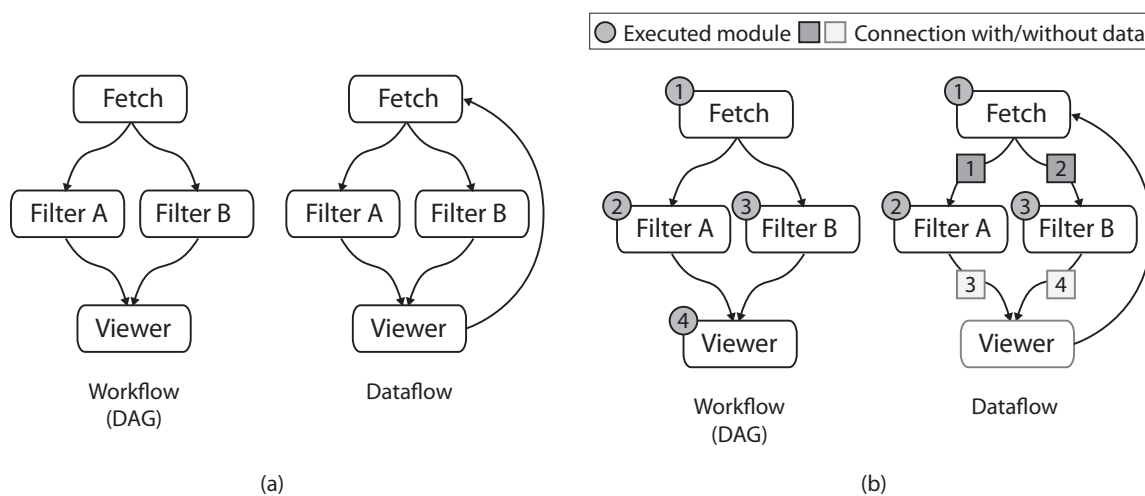 Executed module Connection with/without data
Fetch
Filter A Filter B
Viewer
Workflow
(DAG)
Fetch
Filter A Filter B
Viewer
Dataflow
(a)
1
Fetch
2 3
Filter A Filter B
4
Viewer
Workflow
(DAG)
1
Fetch
1 2
2 3
Filter A Filter B
3 4
Viewer
Dataflow
(b)